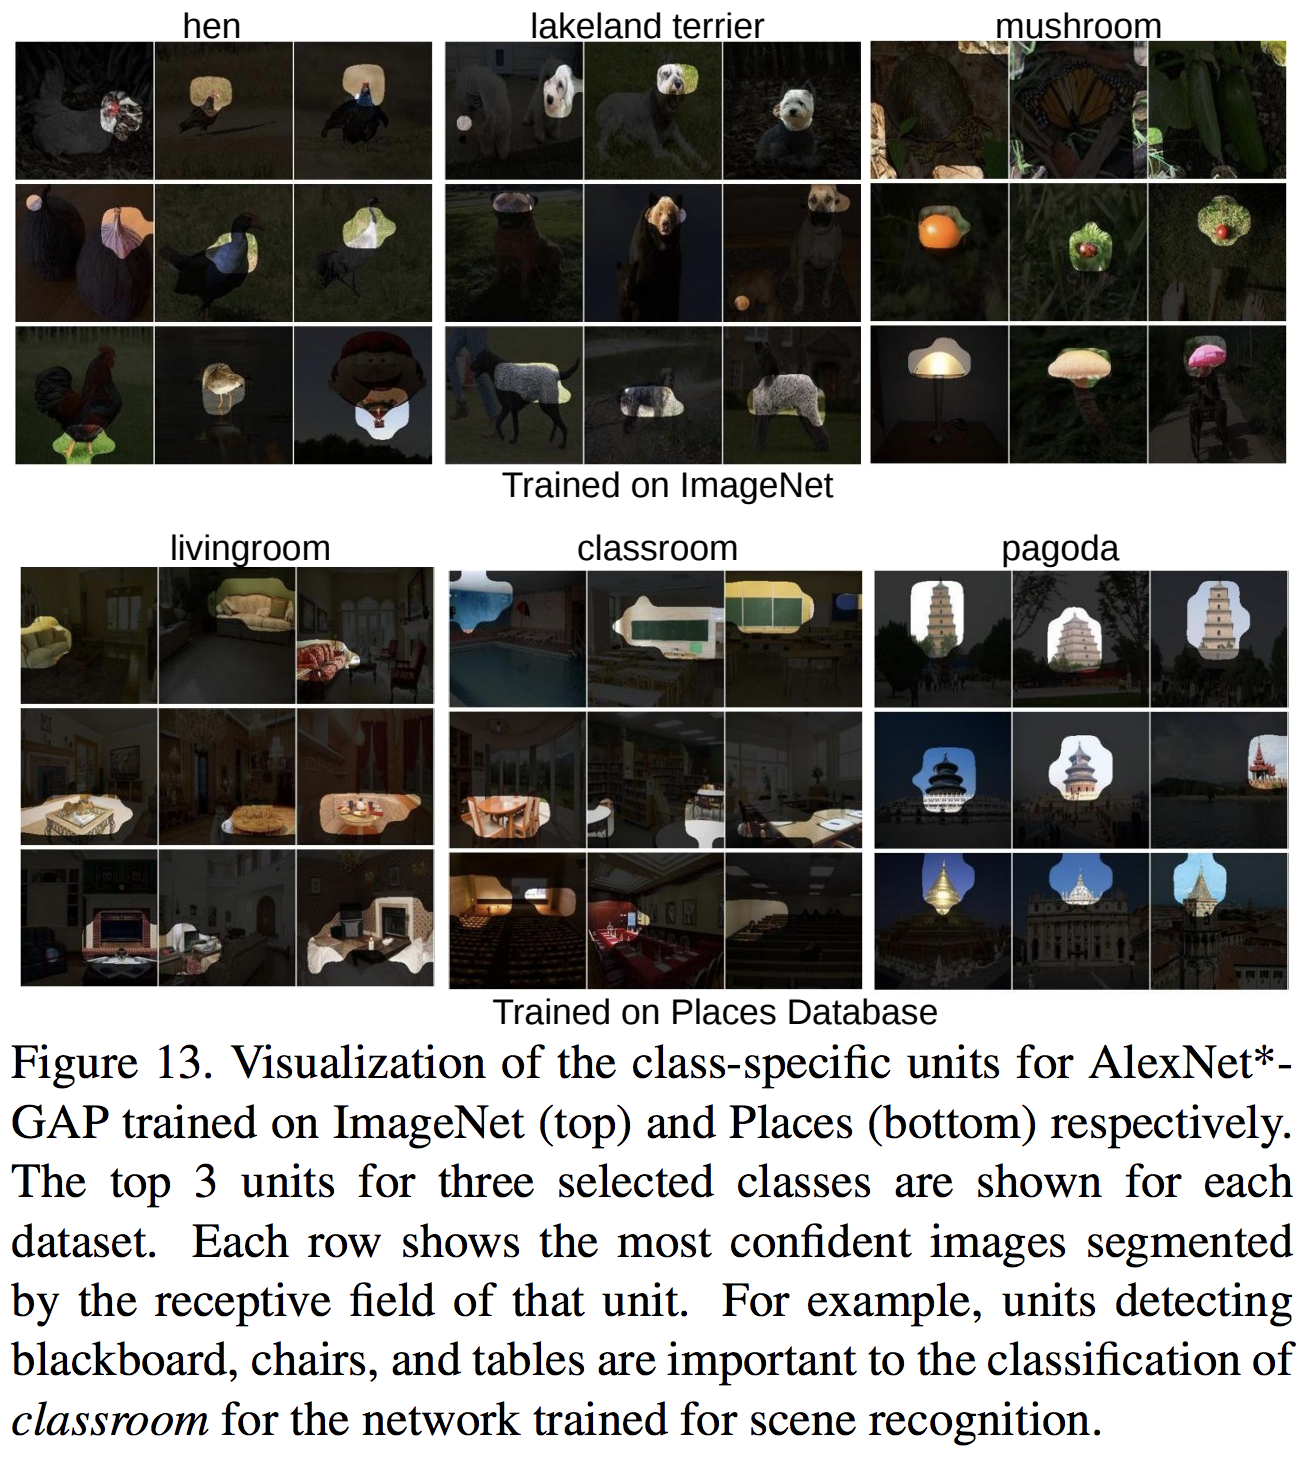 hen
lakeland terrier
mushroom
Trained on ImageNet
livingroom
classroom
pagoda
Trained on Places Database
Figure 13. Visualization of the class-specific units for AlexNet*-
GAP trained on ImageNet (top) and Places (bottom) respectively.
The top 3 units for three selected classes are shown for each
dataset. Each row shows the most confident images segmented
by the receptive field of that unit. For example, units detecting
blackboard, chairs, and tables are important to the classification of
classroom for the network trained for scene recognition.